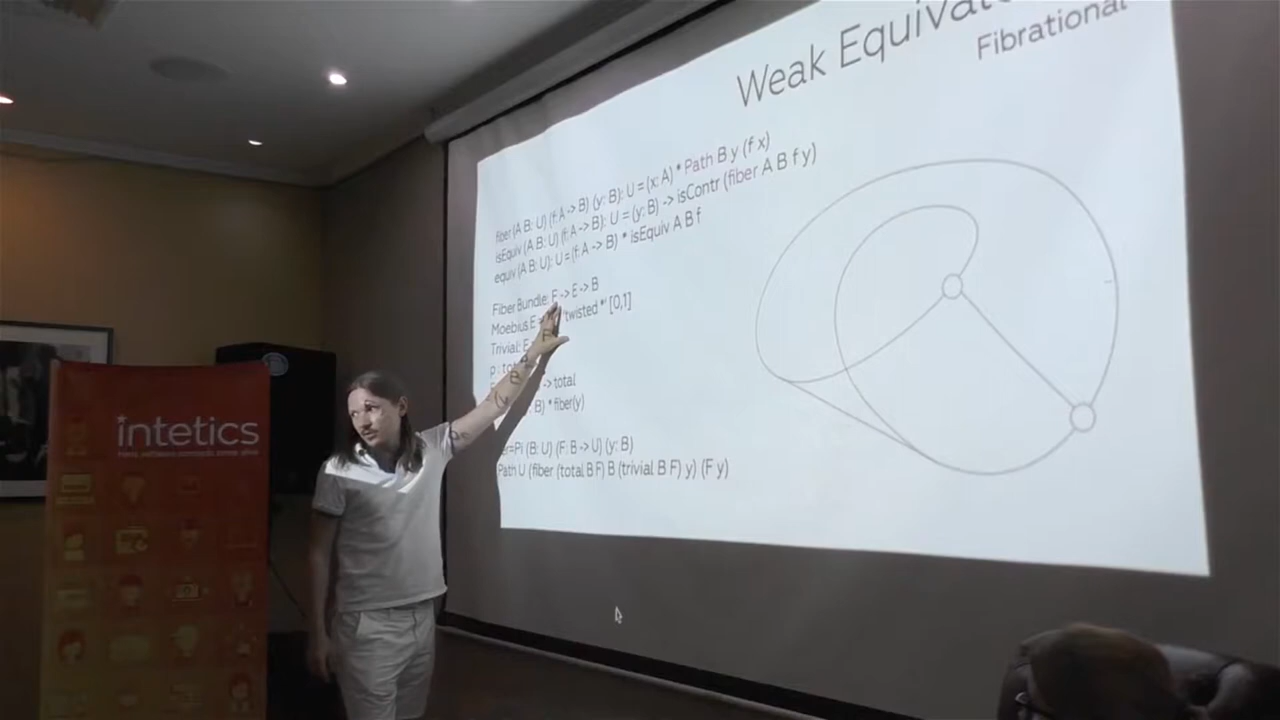 Weak
Fibrational
fiber (A B: U) (f: A -> B) (y: B): U = (x: A) * Path B y (f x)
isEquiv (A B: U) (f: A -> B): U = (y: B) -> isContr (fiber A B f y)
equiv (A B: U): U = (f: A -> B) * isEquiv A B f
Fiber Bundle: F -> E -> B
Moebius E 'twisted *' [0,1]
Trivial: E
p:
-> total
B) * fiber(y)
=Pi (B: U) (F: B -> U) (y: B)
Path U (fiber (total B F) B (trivial B F) y) (F y)
intetics